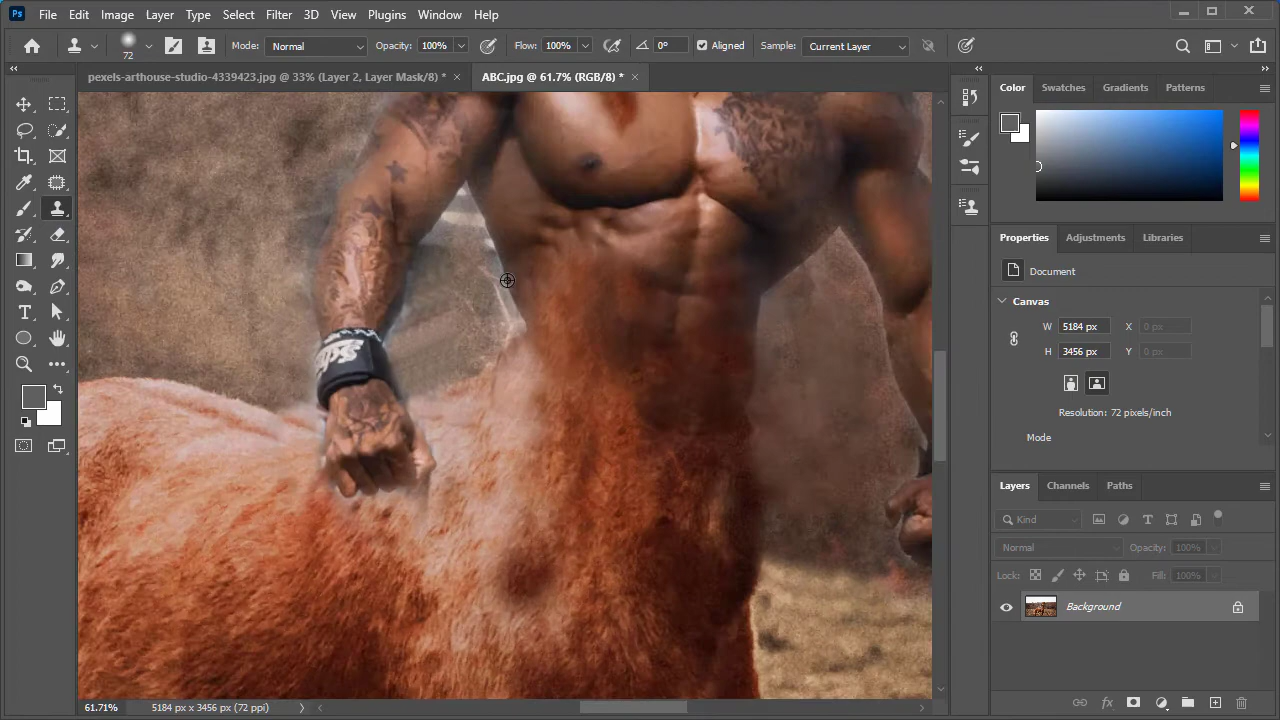 Ps File Edit Image Layer Type Select Filter 3D View Plugins Window Help
72 Mode: Normal Opacity: 100% Flow: 100% 0° Aligned Sample: Current Layer
pexels-arthouse-studio-4339423.jpg @ 33% (Layer 2, Layer Mask/8) * ABC.jpg @ 61.7% (RGB/8) *
Color Swatches Gradients Patterns
Properties Adjustments Libraries
Document
Canvas
W 5184 px X 0 px
H 3456 px Y 0 px
Resolution: 72 pixels/inch
Mode
Layers Channels Paths
Kind
Normal Opacity: 100%
Lock: Fill: 100%
Background
61.71% 5184 px x 3456 px (72 ppi)